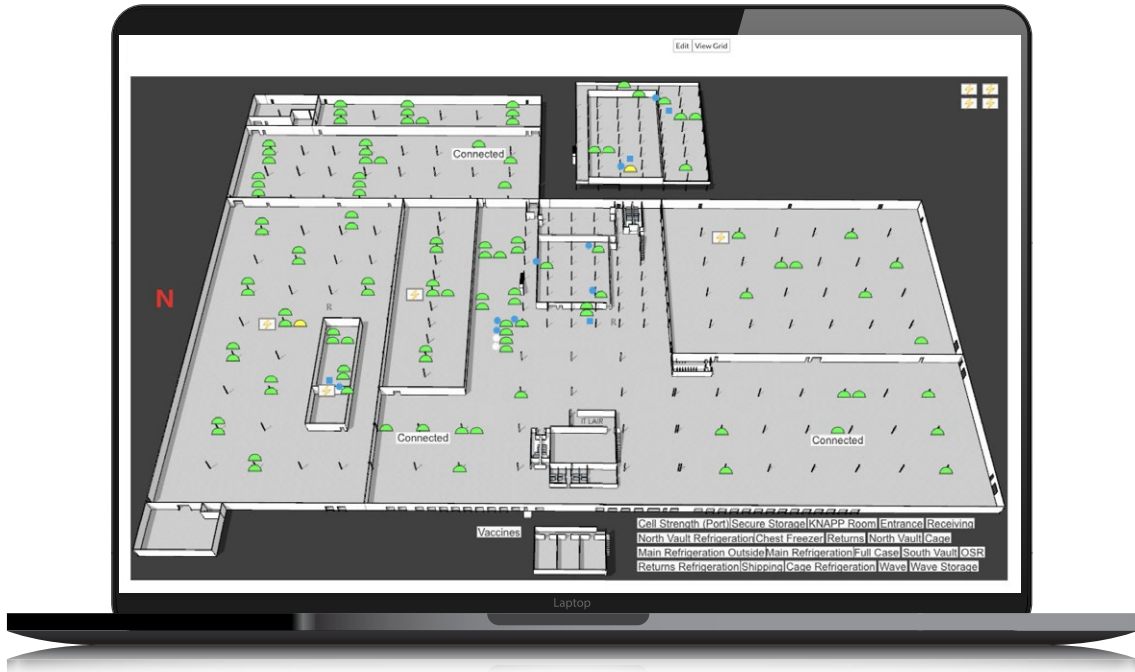 Edit View Grid
Connected
N
R
R
IT LAIR
Connected
Connected
Vaccines
Cell Strength (Port) Secure Storage KNAPP Room Entrance Receiving
North Vault Refrigeration Chest Freezer Returns North Vault Cage
Main Refrigeration Outside Main Refrigeration Full Case South Vault OSR
Returns Refrigeration Shipping Cage Refrigeration Wave Wave Storage
Laptop